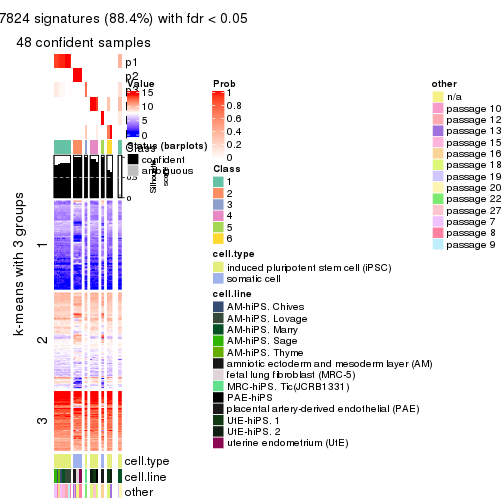 7824 signatures (88.4%) with fdr < 0.05
48 confident samples
p1
p2
Value
15
10
5
0
Class
Status (barplots)
confident
ambiguous
1
0.5
0
k-means with 3 groups
1
2
3
cell.type
cell.line
other
Prob
1
0.8
0.6
0.4
0.2
0
Class
1
2
3
4
5
6
cell.type
induced pluripotent stem cell (iPSC)
somatic cell
cell.line
AM-hiPS. Chives
AM-hiPS. Lovage
AM-hiPS. Marry
AM-hiPS. Sage
AM-hiPS. Thyme
amniotic ectoderm and mesoderm layer (AM)
fetal lung fibroblast (MRC-5)
MRC-hiPS. Tic(JCRB1331)
PAE-hiPS
placental artery-derived endothelial (PAE)
UtE-hiPS. 1
UtE-hiPS. 2
uterine endometrium (UtE)
other
n/a
passage 10
passage 12
passage 13
passage 15
passage 16
passage 18
passage 19
passage 20
passage 22
passage 27
passage 7
passage 8
passage 9